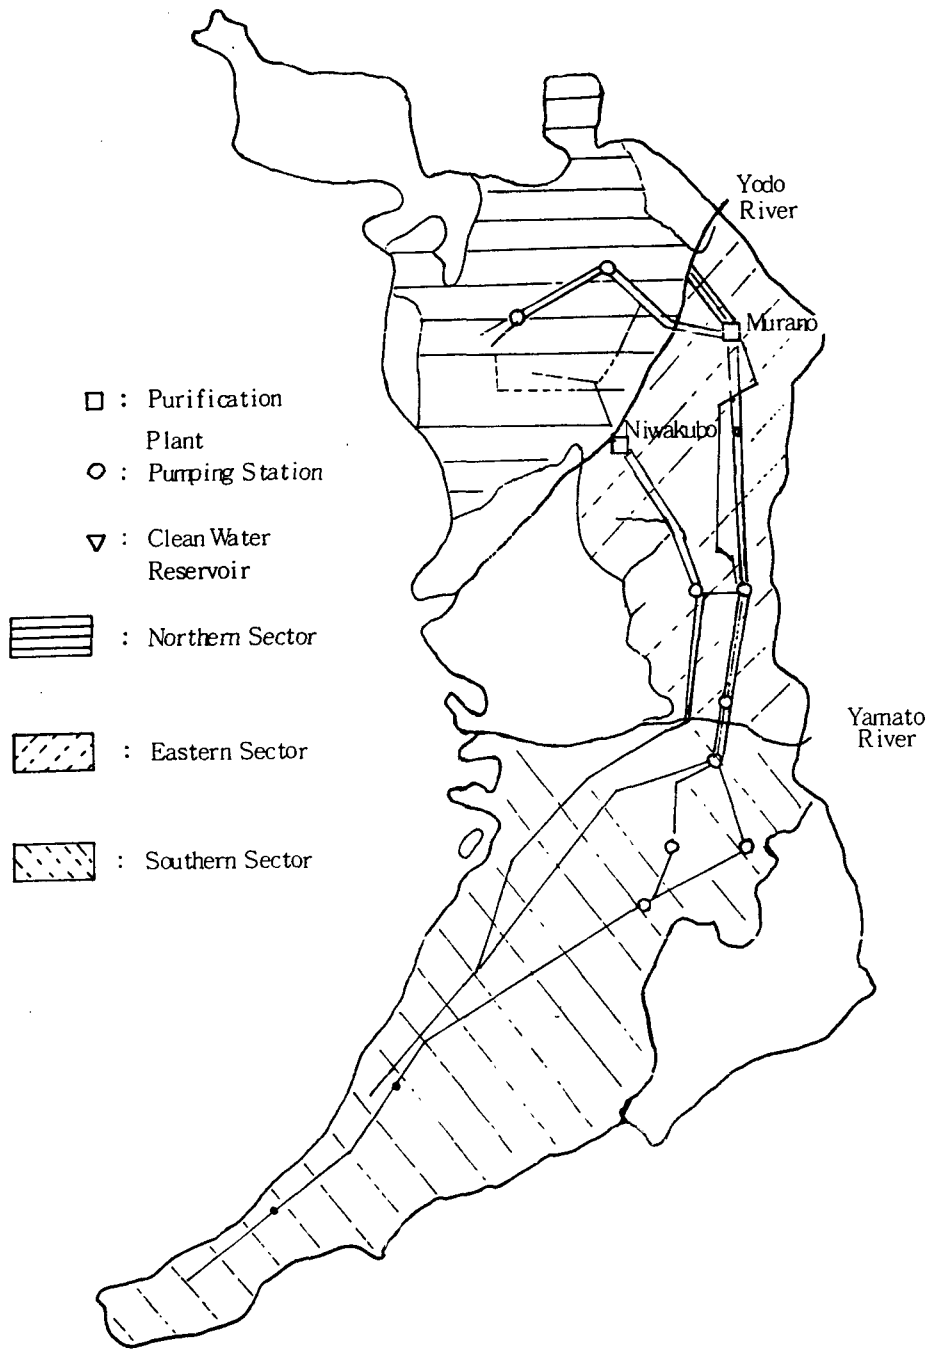 Yodo
River
Murano
Niwakubo
: Purification
Plant
: Pumping Station
: Clean Water
Reservoir
: Northern Sector
: Eastern Sector
: Southern Sector
Yamato
River